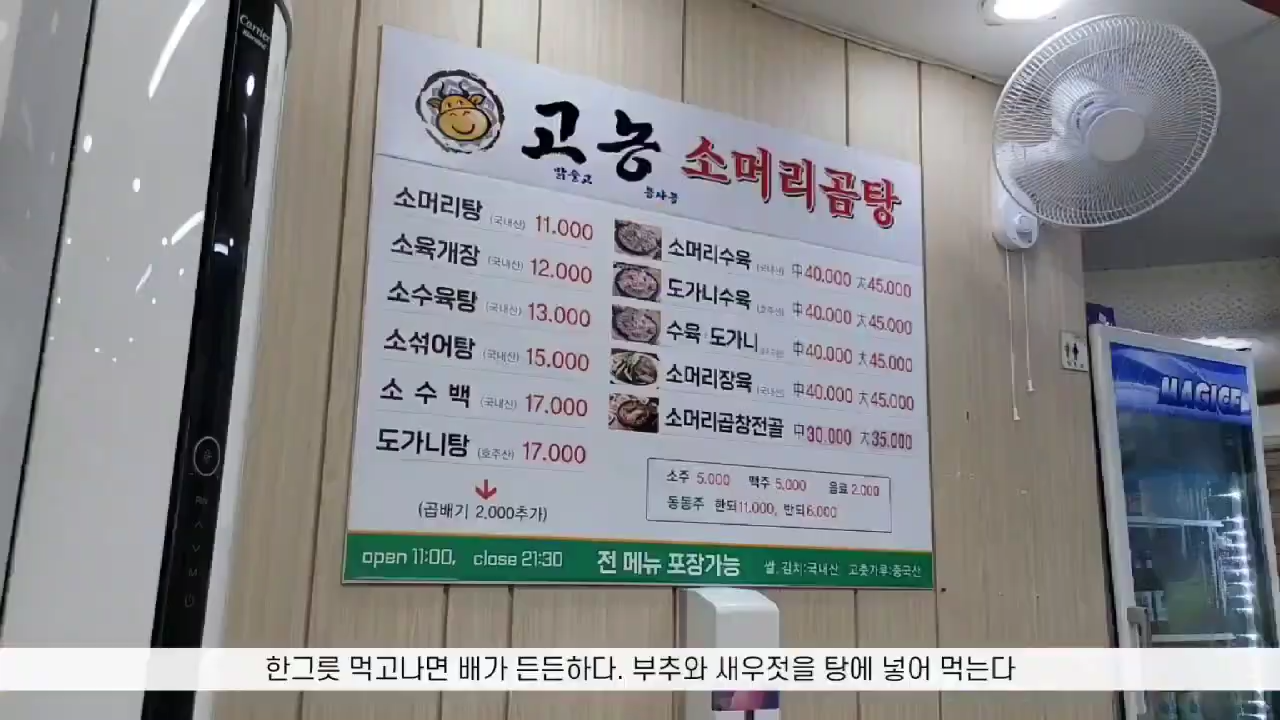 Carrier
고농 소머리곰탕
소머리탕 (국내산) 11.000
소육개장 (국내산) 12.000
소수육탕 (국내산) 13.000
소섞어탕 (국내산) 15.000
소 수 백 (국내산) 17.000
도가니탕 (호주산) 17.000
(곱배기 2,000추가)
소머리수육 (국내산) 中40.000 大45.000
도가니수육 (호주산) 中40.000 大45.000
수육 도가니 中40.000 大45.000
소머리장육 (국내산) 中40.000 大45.000
소머리곱창전골 中30.000 大35.000
소주 5.000 맥주 5,000 음료 2.000
동동주 한되11,000, 반되6,000
open 11:00, close 21:30 전 메뉴 포장가능 쌀, 김치:국내산 고춧가루:중국산
MAGICE
한그릇 먹고나면 배가 든든하다. 부추와 새우젓을 탕에 넣어 먹는다